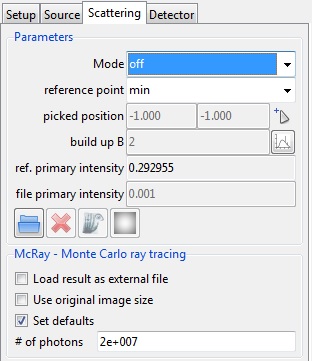 Setup Source Scattering Detector
Parameters
Mode off
reference point min
picked position -1.000 -1.000
build up B 2
ref. primary intensity 0.292955
file primary intensity 0.001
McRay - Monte Carlo ray tracing
Load result as external file
Use original image size
Set defaults
# of photons 2e+007